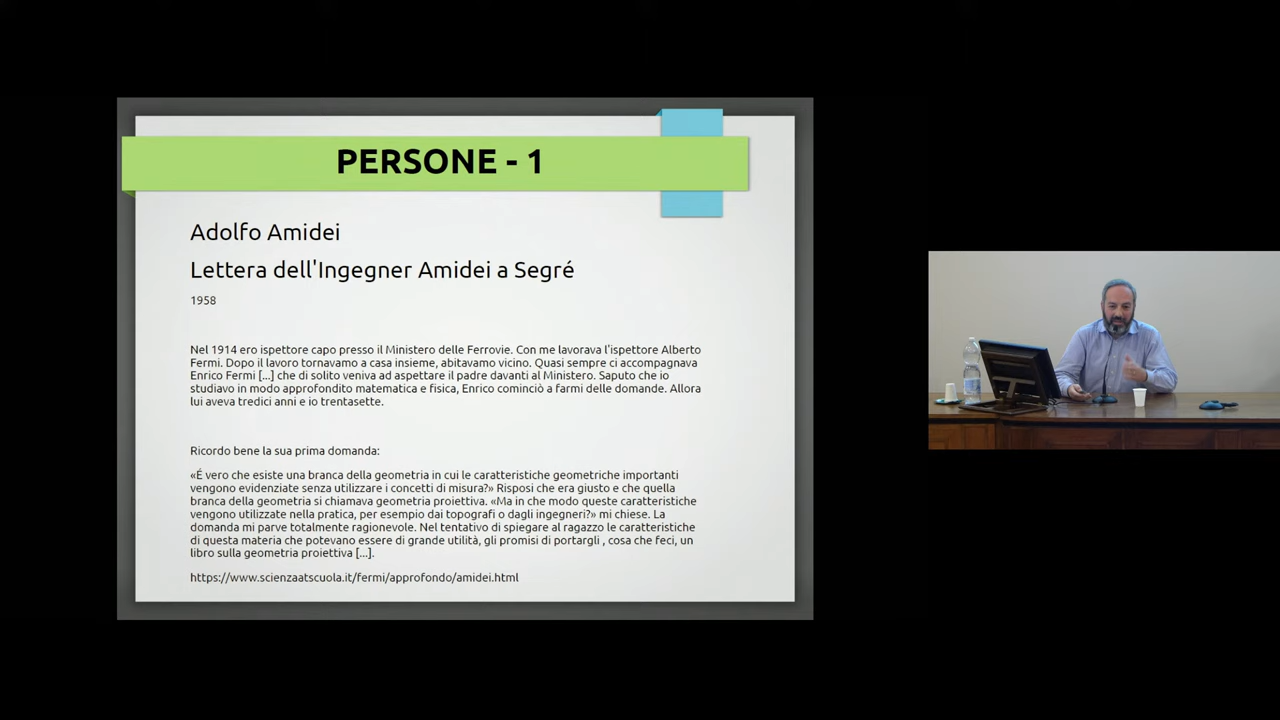 PERSONE - 1
Adolfo Amidei
Lettera dell'Ingegner Amidei a Segré
1958
Nel 1914 ero ispettore capo presso il Ministero delle Ferrovie. Con me lavorava l'ispettore Alberto
Fermi. Dopo il lavoro tornavamo a casa insieme, abitavamo vicino. Quasi sempre ci accompagnava
Enrico Fermi [...] che di solito veniva ad aspettare il padre davanti al Ministero. Saputo che io
studiavo in modo approfondito matematica e fisica, Enrico cominciò a farmi delle domande. Allora
lui aveva tredici anni e io trentasette.
Ricordo bene la sua prima domanda:
«É vero che esiste una branca della geometria in cui le caratteristiche geometriche importanti
vengono evidenziate senza utilizzare i concetti di misura?» Risposi che era giusto e che quella
branca della geometria si chiamava geometria proiettiva. «Ma in che modo queste caratteristiche
vengono utilizzate nella pratica, per esempio dai topografi o dagli ingegneri?» mi chiese. La
domanda mi parve totalmente ragionevole. Nel tentativo di spiegare al ragazzo le caratteristiche
di questa materia che potevano essere di grande utilità, gli promisi di portargli , cosa che feci, un
libro sulla geometria proiettiva [...].
https://www.scienzaatscuola.it/fermi/approfondo/amidei.html